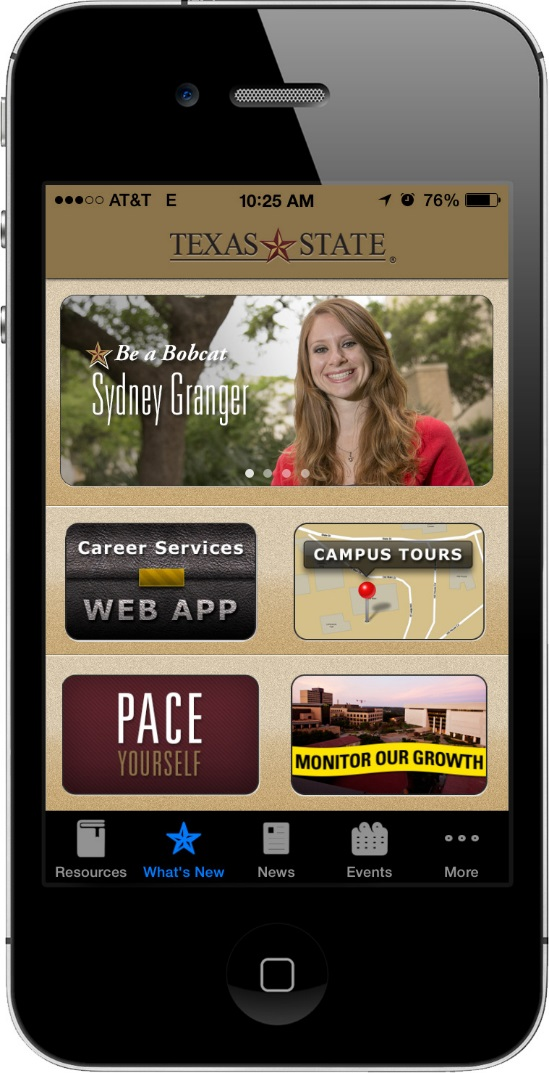 AT&T E 10:25 AM 76%
TEXAS STATE ®
Be a Bobcat
Sydney Granger
Career Services
WEB APP
CAMPUS TOURS
PACE
YOURSELF
MONITOR OUR GROWTH
Resources What's New News Events More